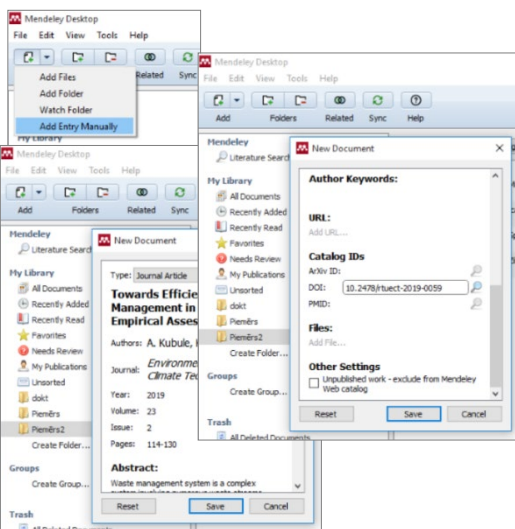 Mendeley Desktop
File Edit View Tools Help
Related Sync
Add Files
Add Folder
Watch Folder
Add Entry Manually
My Library
Mendeley Desktop
File Edit View Tools Help
Add Folders Related Sync Help
Mendeley
Literature Search
My Library
All Documents
Recently Added
Recently Read
Favorites
Needs Review
My Publications
Unsorted
dokt
Piemērs
Piemērs2
Create Folder...
Groups
Create Group...
Trash
All Deleted Documents
New Document
Author Keywords:
URL:
Add URL...
Catalog IDs
ArXiv ID:
DOI: 10.2478/rtuect-2019-0059
PMID:
Files:
Add File...
Other Settings
Unpublished work - exclude from Mendeley
Web catalog
Reset Save Cancel
Mendeley Desktop
File Edit View Tools Help
Add Folders Related Sync
Mendeley
Literature Search
My Library
All Documents
Recently Added
Recently Read
Favorites
Needs Review
My Publications
Unsorted
dokt
Piemērs
Piemērs2
Create Folder...
Groups
Create Group...
Trash
New Document
Type: Journal Article
Towards Efficie
Management in
Empirical Asses
Authors: A. Kubule,
Journal: Environme
Climate Tec
Year: 2019
Volume: 23
Issue: 2
Pages: 114-130
Abstract:
Waste management system is a complex
system involving numerous waste streams
Reset Save Cancel